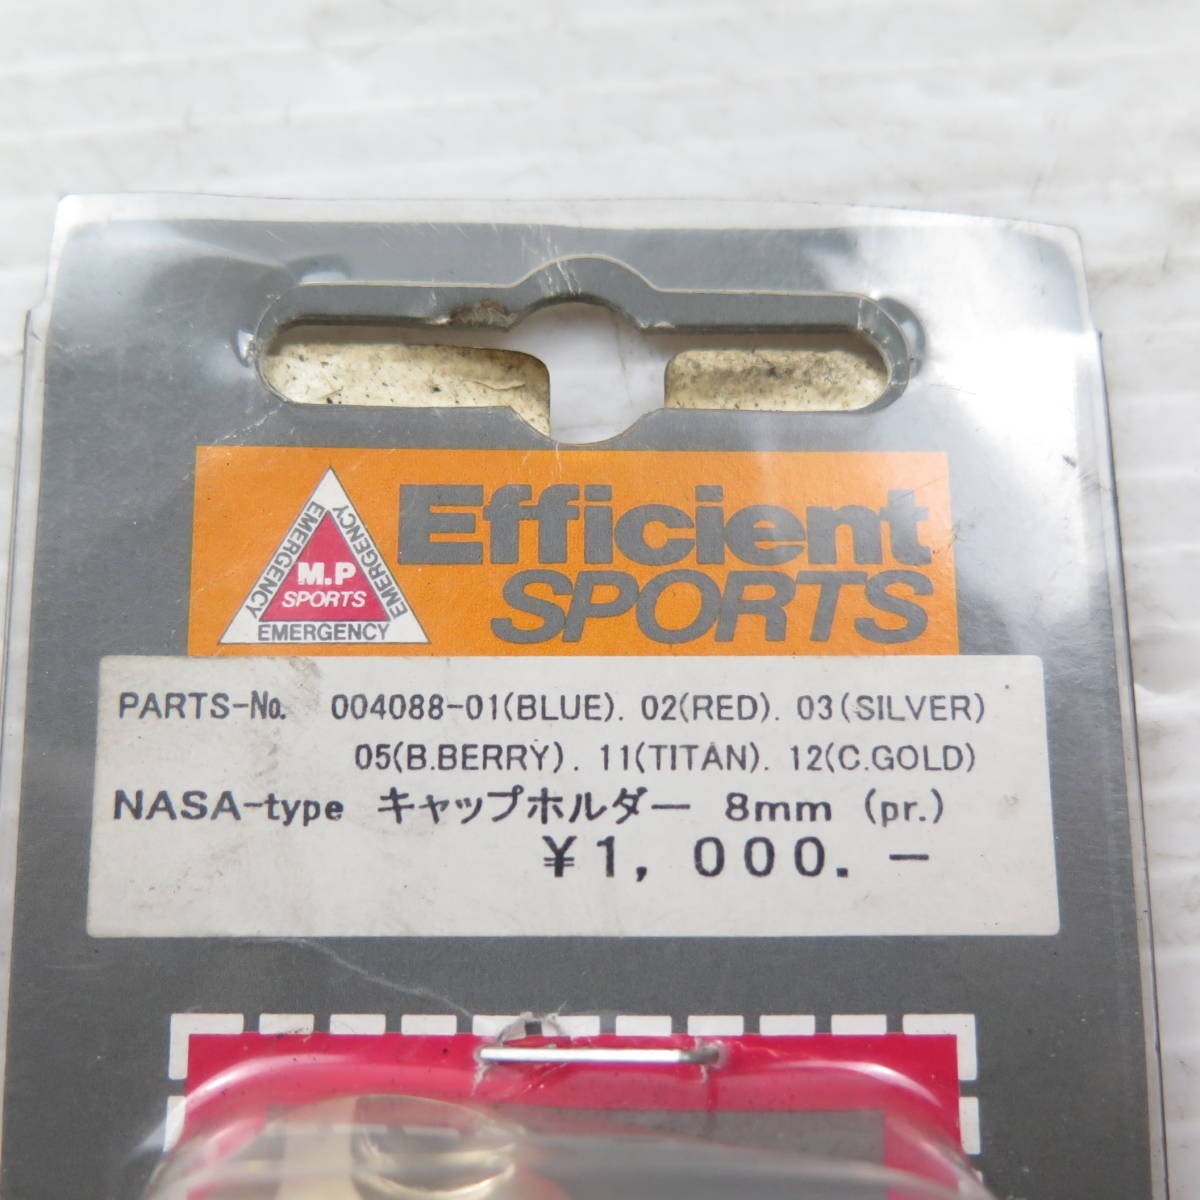 Efficient
SPORTS
EMERGENCY
EMERGENCY
M.P
SPORTS
EMERGENCY
PARTS-No. 004088-01(BLUE). 02(RED). 03(SILVER)
05(B.BERRY). 11(TITAN). 12(C.GOLD)
NASA-type キャップホルダー 8mm (pr.)
¥1,000.-